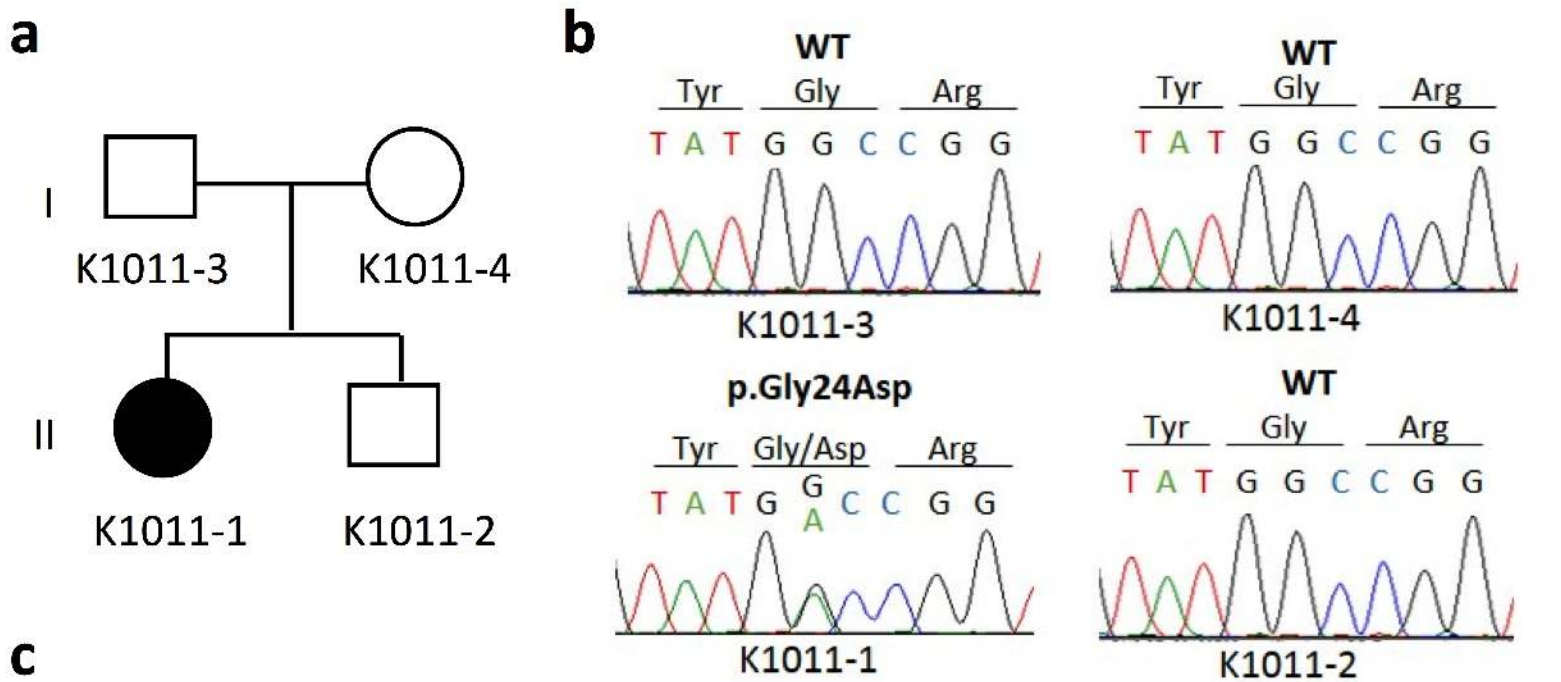 a
I
K1011-3 K1011-4
II
K1011-1 K1011-2
b
WT
Tyr Gly Arg
T A T G G C C G G
K1011-3
WT
Tyr Gly Arg
T A T G G C C G G
K1011-4
p.Gly24Asp
Tyr Gly/Asp Arg
G
T A T G C C G G
A
K1011-1
WT
Tyr Gly Arg
T A T G G C C G G
K1011-2
c